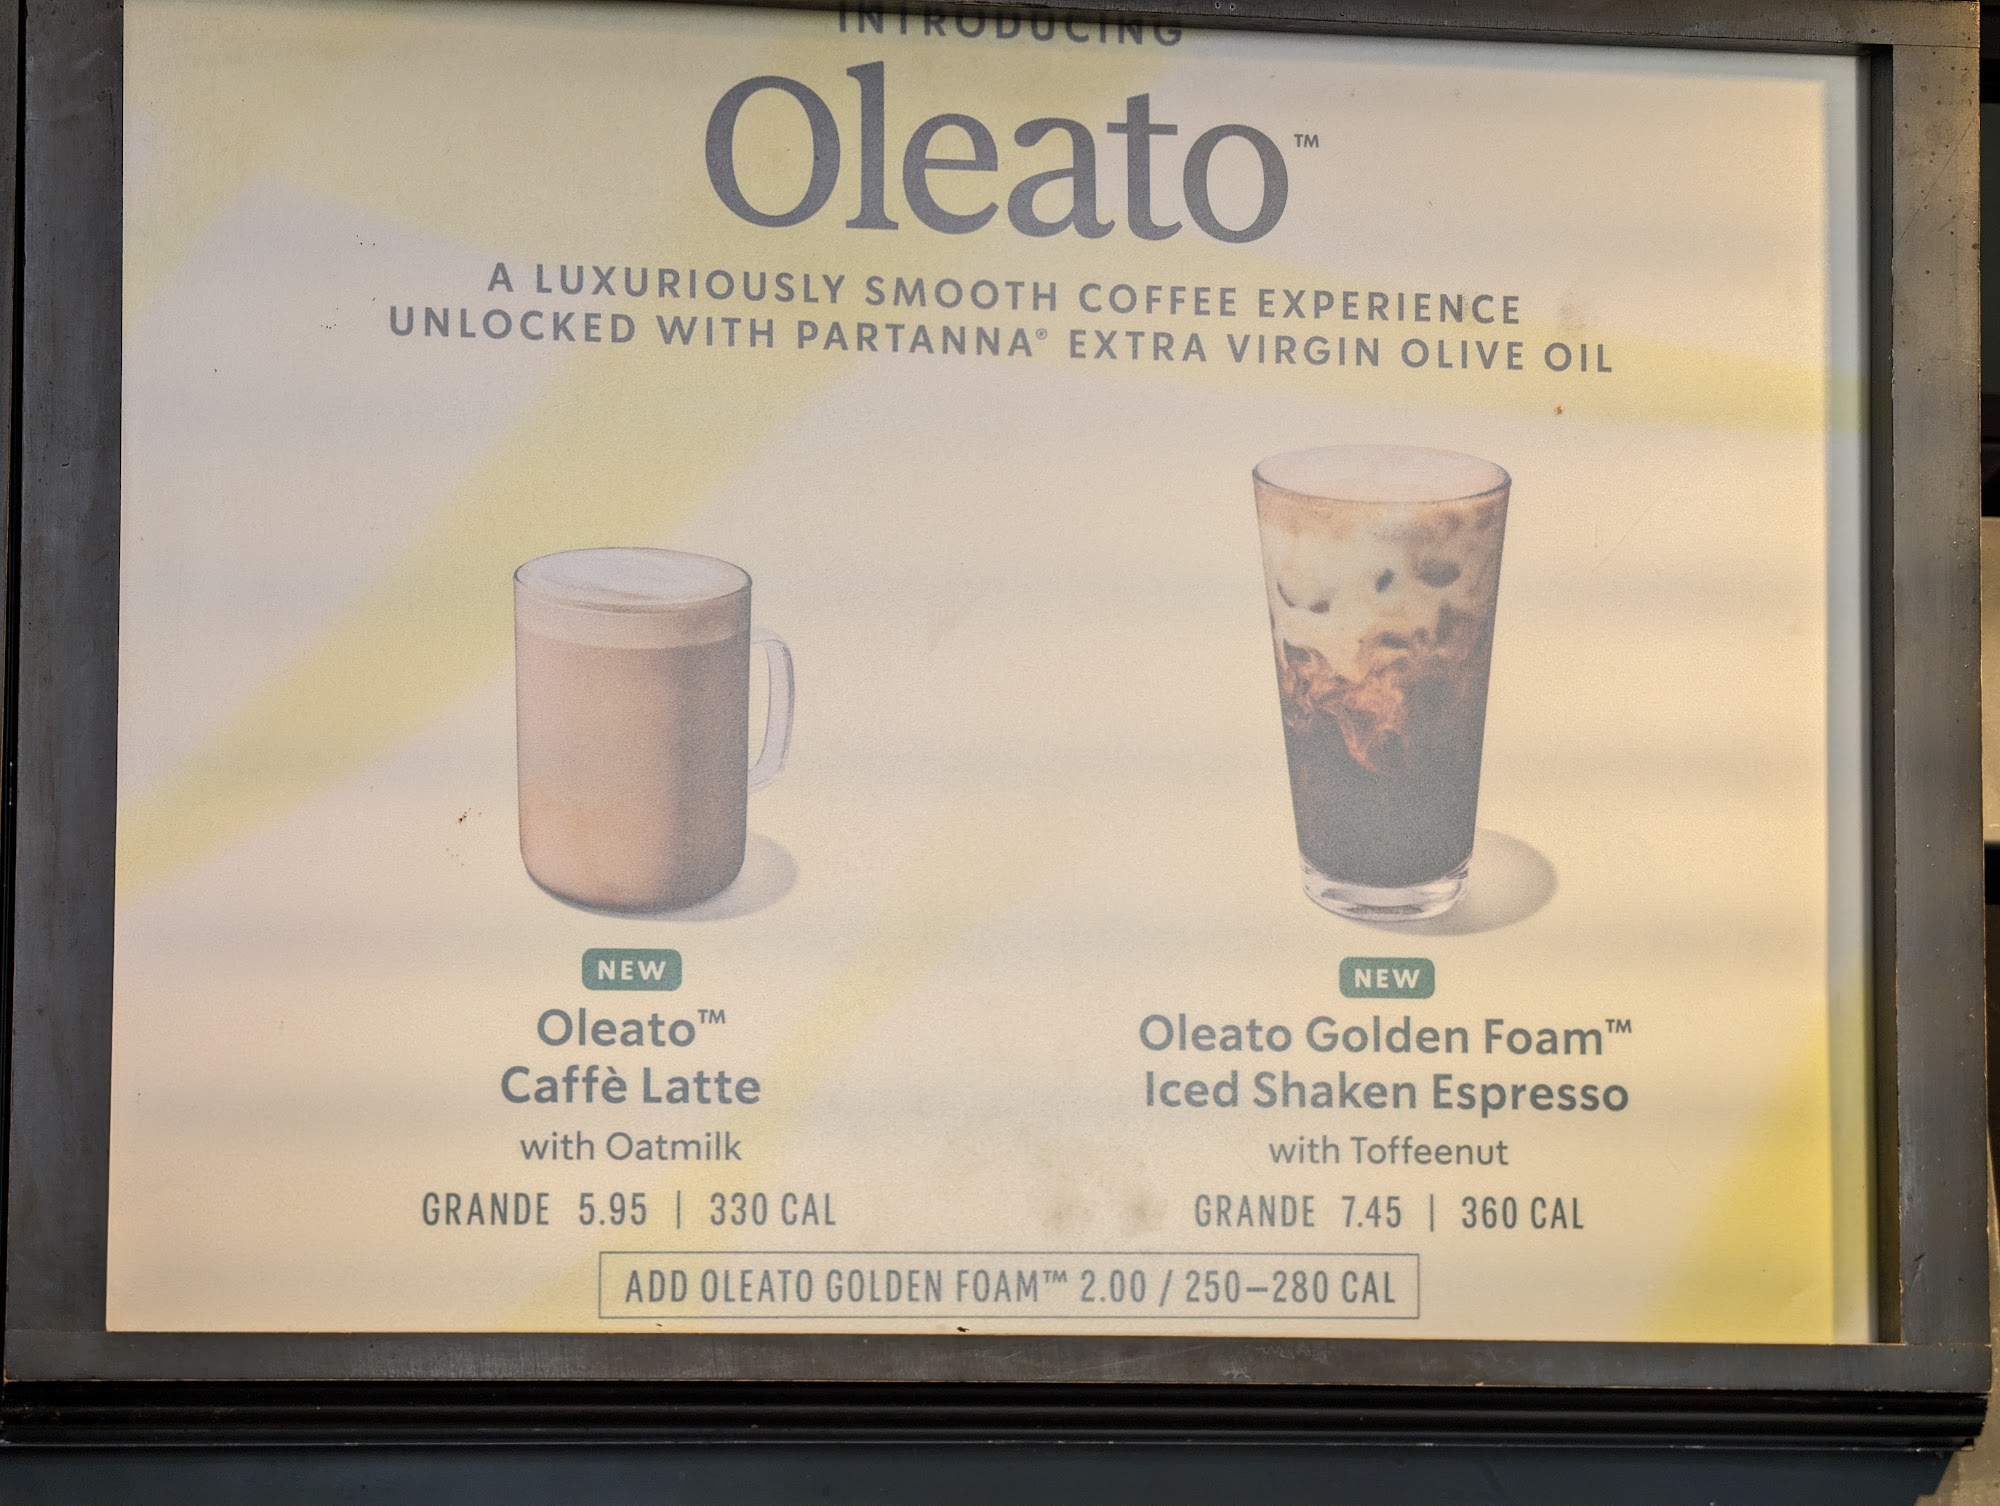 INTRODUCING
Oleato™
A LUXURIOUSLY SMOOTH COFFEE EXPERIENCE
UNLOCKED WITH PARTANNA® EXTRA VIRGIN OLIVE OIL
NEW
Oleato™
Caffè Latte
with Oatmilk
GRANDE 5.95 | 330 CAL
NEW
Oleato Golden Foam™
Iced Shaken Espresso
with Toffeenut
GRANDE 7.45 | 360 CAL
ADD OLEATO GOLDEN FOAM™ 2.00 / 250–280 CAL